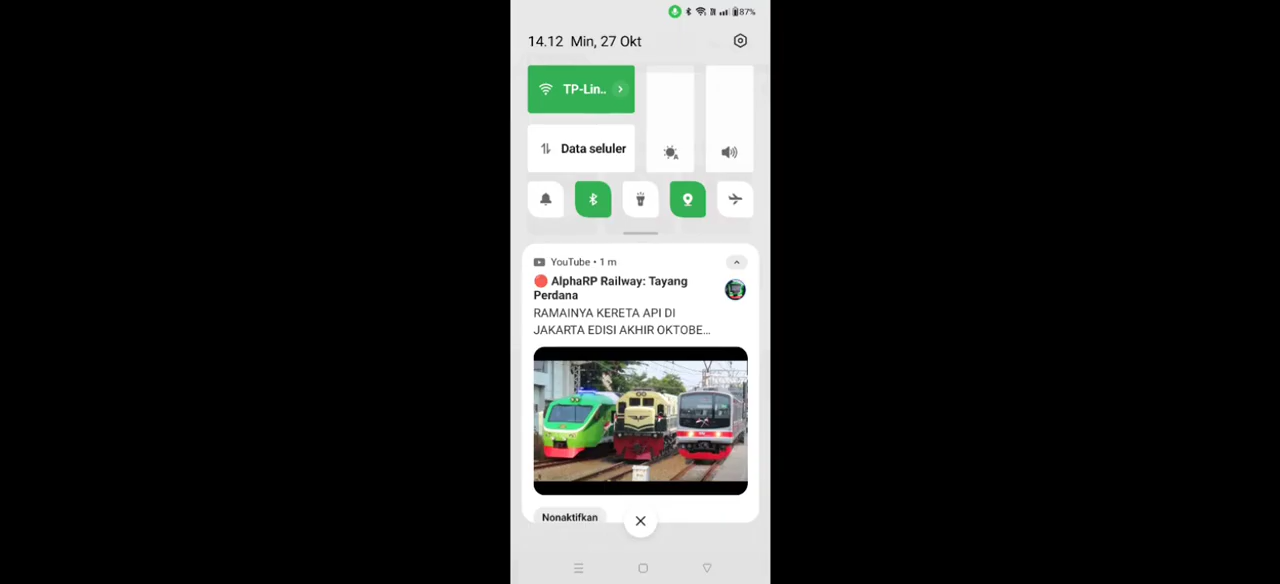 87%
14.12 Min, 27 Okt
TP-Lin..
Data seluler
A
YouTube • 1 m
🔴 AlphaRP Railway: Tayang
Perdana
RAMAINYA KERETA API DI
JAKARTA EDISI AKHIR OKTOBE...
Nonaktifkan